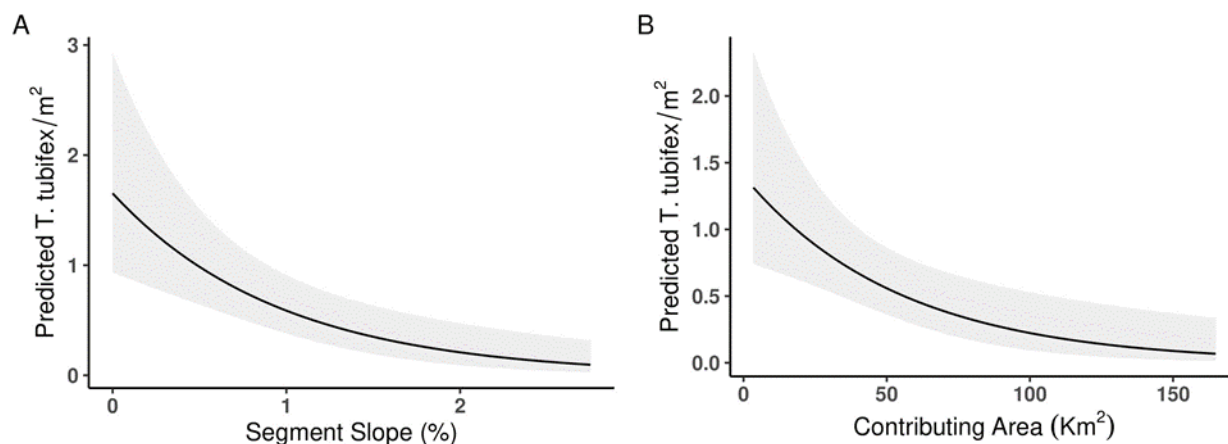 A
Predicted T. tubifex/m²
3
2
1
0
0 1 2
Segment Slope (%)
B
Predicted T. tubifex/m²
2.0
1.5
1.0
0.5
0.0
0 50 100 150
Contributing Area (Km²)